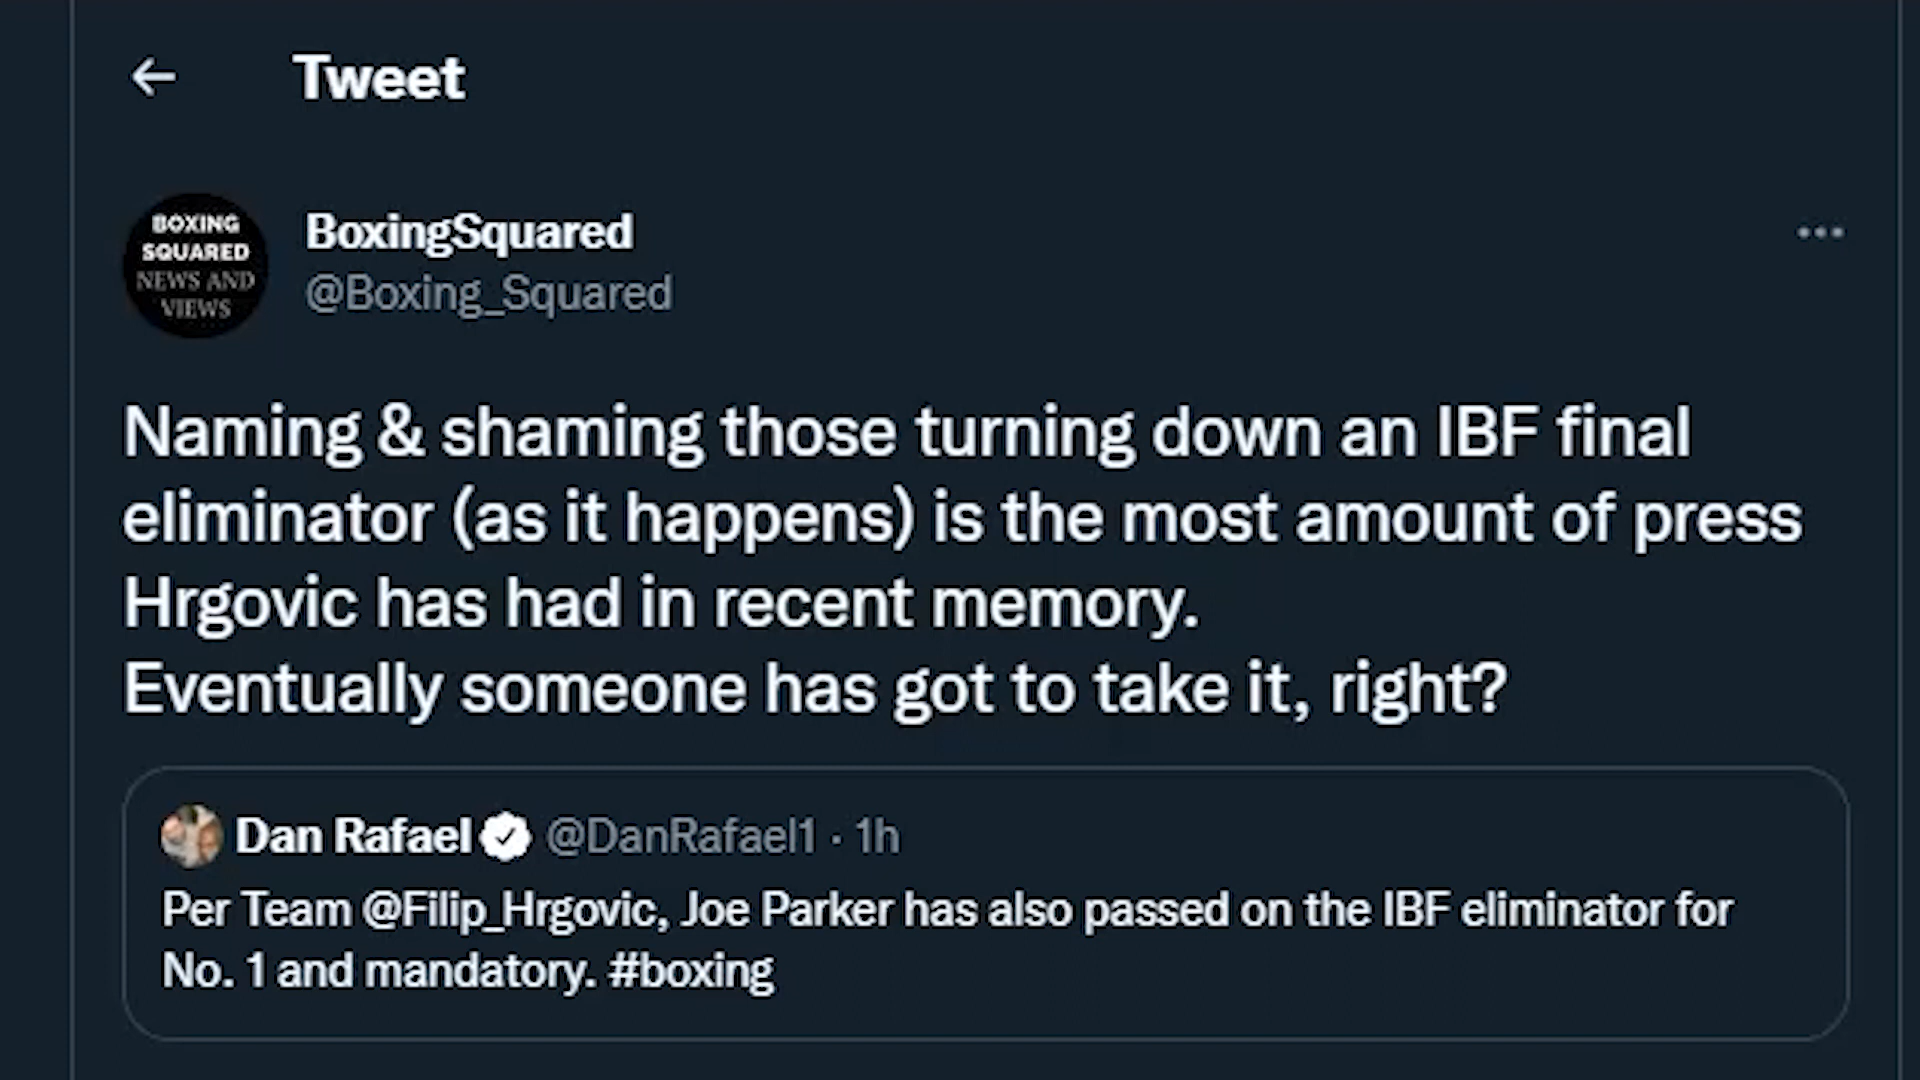 Tweet
BOXING
SQUARED
NEWS AND
VIEWS
BoxingSquared
@Boxing_Squared
Naming & shaming those turning down an IBF final
eliminator (as it happens) is the most amount of press
Hrgovic has had in recent memory.
Eventually someone has got to take it, right?
Dan Rafael @DanRafael1 · 1h
Per Team @Filip_Hrgovic, Joe Parker has also passed on the IBF eliminator for
No. 1 and mandatory. #boxing